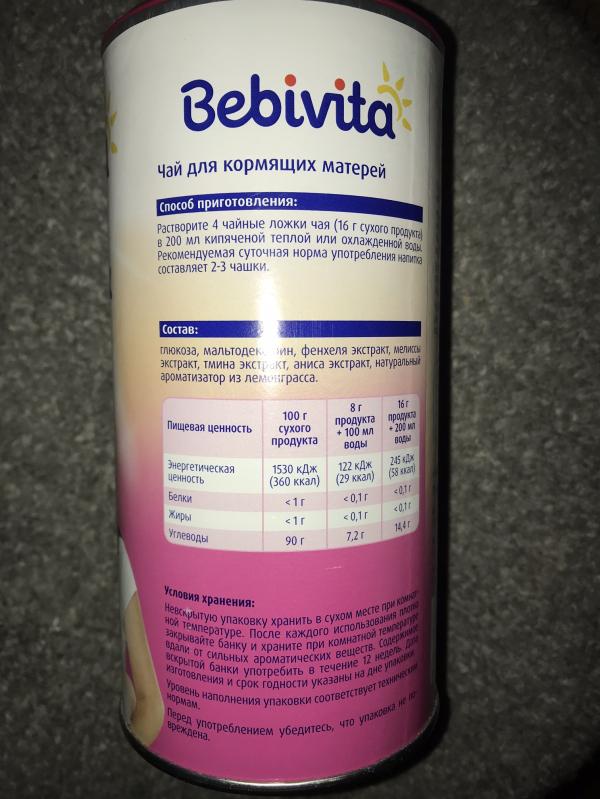 Bebivita
Чай для кормящих матерей
Способ приготовления:
Растворите 4 чайные ложки чая (16 г сухого продукта)
в 200 мл кипяченой теплой или охлажденной воды.
Рекомендуемая суточная норма употребления напитка
составляет 2-3 чашки.
Состав:
глюкоза, мальтодекстрин, фенхеля экстракт, мелиссы
экстракт, тмина экстракт, аниса экстракт, натуральный
ароматизатор из лемонграсса.
Пищевая ценность
100 г
сухого
продукта
8 г
продукта
+ 100 мл
воды
16 г
продукта
+ 200 мл
воды
Энергетическая
ценность
1530 кДж
(360 ккал)
122 кДж
(29 ккал)
245 кДж
(58 ккал)
Белки
< 1 г
< 0,1 г
< 0,1 г
Жиры
< 1 г
< 0,1 г
< 0,1 г
Углеводы
90 г
7,2 г
14,4 г
Условия хранения:
Невскрытую упаковку хранить в сухом месте при комнат-
ной температуре. После каждого использования плотно
закрывайте банку и храните при комнатной температуре
вдали от сильных ароматических веществ. Содержимое
вскрытой банки употребить в течение 12 недель. Дата
изготовления и срок годности указаны на дне упаковки.
Уровень наполнения упаковки соответствует техническим
нормам.
Перед употреблением убедитесь, что упаковка не по-
вреждена.